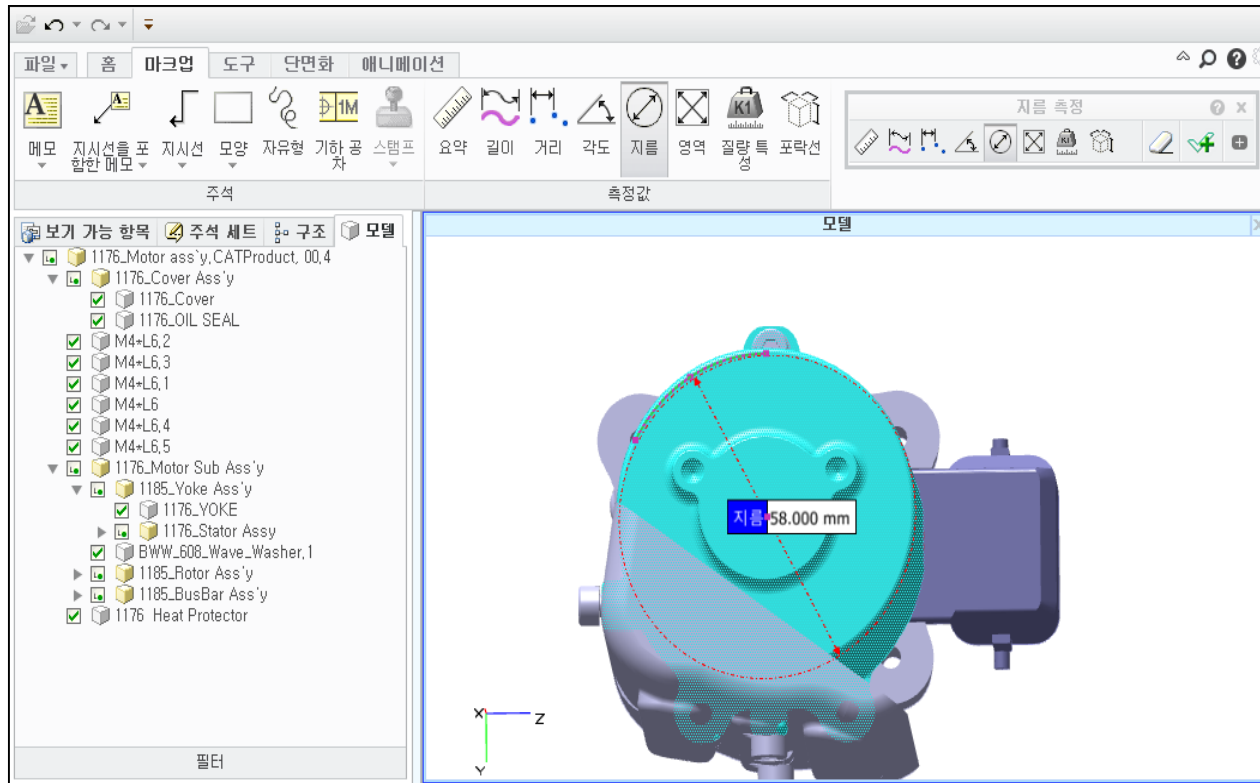 파일
홈
마크업
도구
단면화
애니메이션
메모
지시선을 포
함한 메모
지시선
모양
자유형
기하 공
차
스탬프
주석
요약
길이
거리
각도
지름
영역
질량 특
성
포락선
측정값
지름 측정
보기 가능 항목
주석 세트
구조
모델
1176_Motor ass`y,CATProduct, 00,4
1176_Cover Ass`y
1176_Cover
1176_OIL SEAL
M4*L6,2
M4*L6,3
M4*L6,1
M4*L6
M4*L6,4
M4*L6,5
1176_Motor Sub Ass`y
1185_Yoke Ass`y
1176_YOKE
1176_Stator Assy
BWW_608_Wave_Washer,1
1185_Rotor Ass`y
1185_BusBar Ass`y
1176 Heat Protector
필터
모델
지름 58.000 mm
X
Z
Y